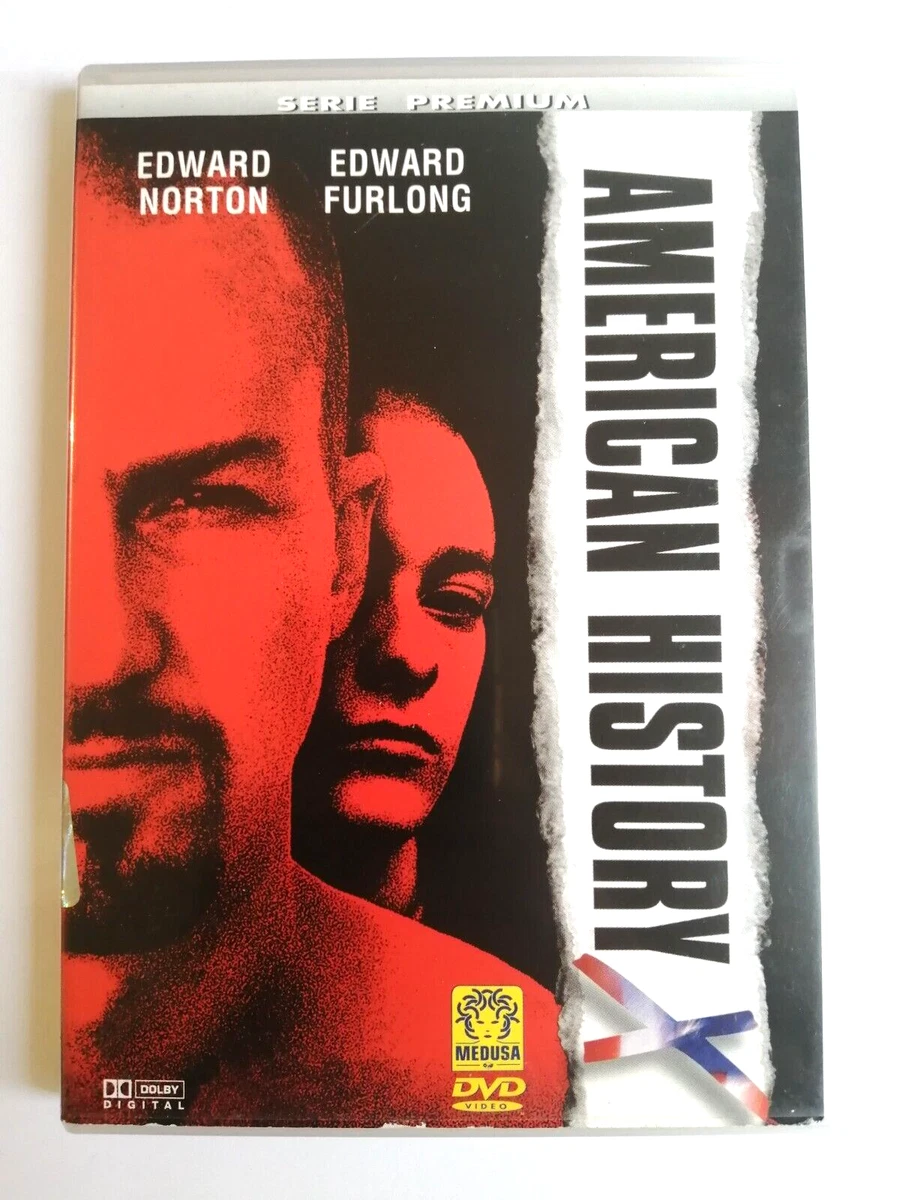 SERIE PREMIUM
EDWARD
NORTON
EDWARD
FURLONG
AMERICAN HISTORY X
MEDUSA
DVD
VIDEO
DOLBY
DIGITAL